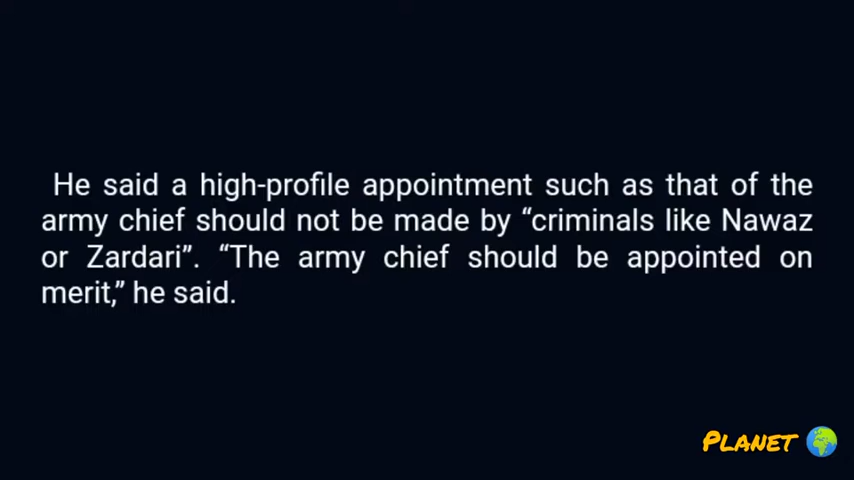 He said a high-profile appointment such as that of the
army chief should not be made by “criminals like Nawaz
or Zardari”. “The army chief should be appointed on
merit,” he said.
PLANET